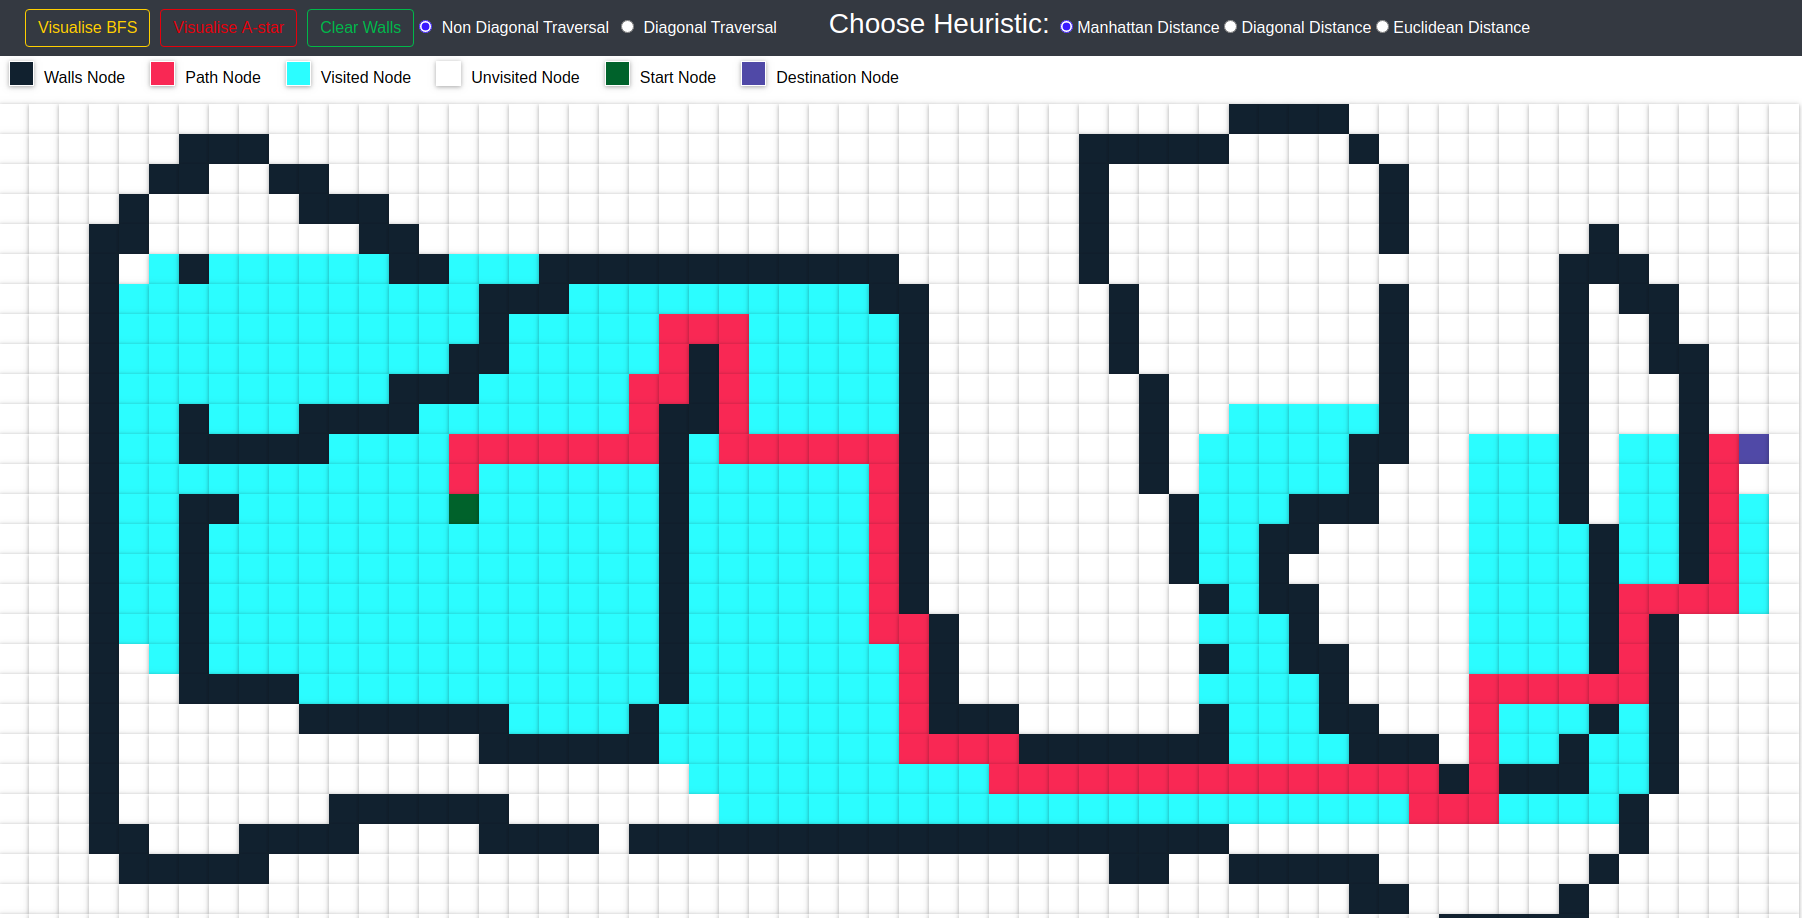 Visualise BFS Visualise A-star Clear Walls Non Diagonal Traversal Diagonal Traversal Choose Heuristic: Manhattan Distance Diagonal Distance Euclidean Distance
Walls Node Path Node Visited Node Unvisited Node Start Node Destination Node